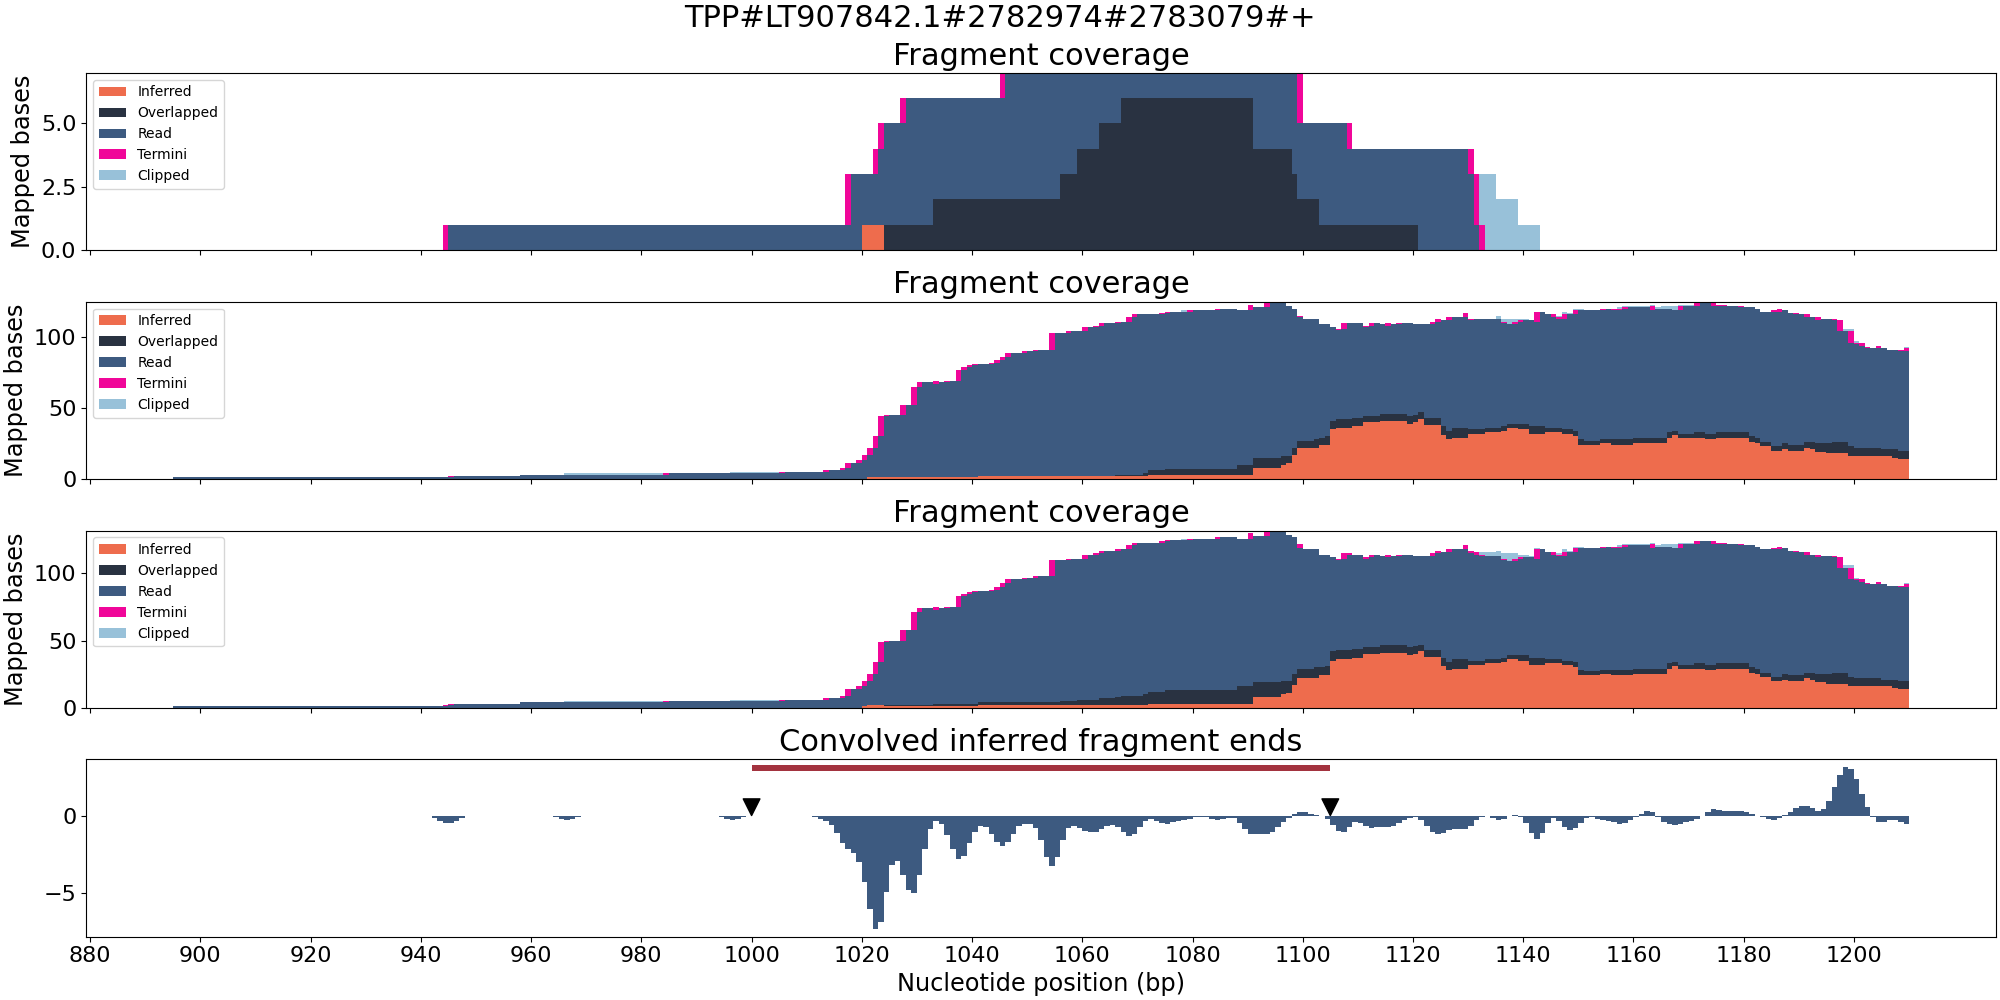 TPP#LT907842.1#2782974#2783079#+
Fragment coverage
Mapped bases
5.0
2.5
0.0
Inferred
Overlapped
Read
Termini
Clipped
Fragment coverage
Mapped bases
100
50
0
Inferred
Overlapped
Read
Termini
Clipped
Fragment coverage
Mapped bases
100
50
0
Inferred
Overlapped
Read
Termini
Clipped
Convolved inferred fragment ends
0
−5
880 900 920 940 960 980 1000 1020 1040 1060 1080 1100 1120 1140 1160 1180 1200
Nucleotide position (bp)